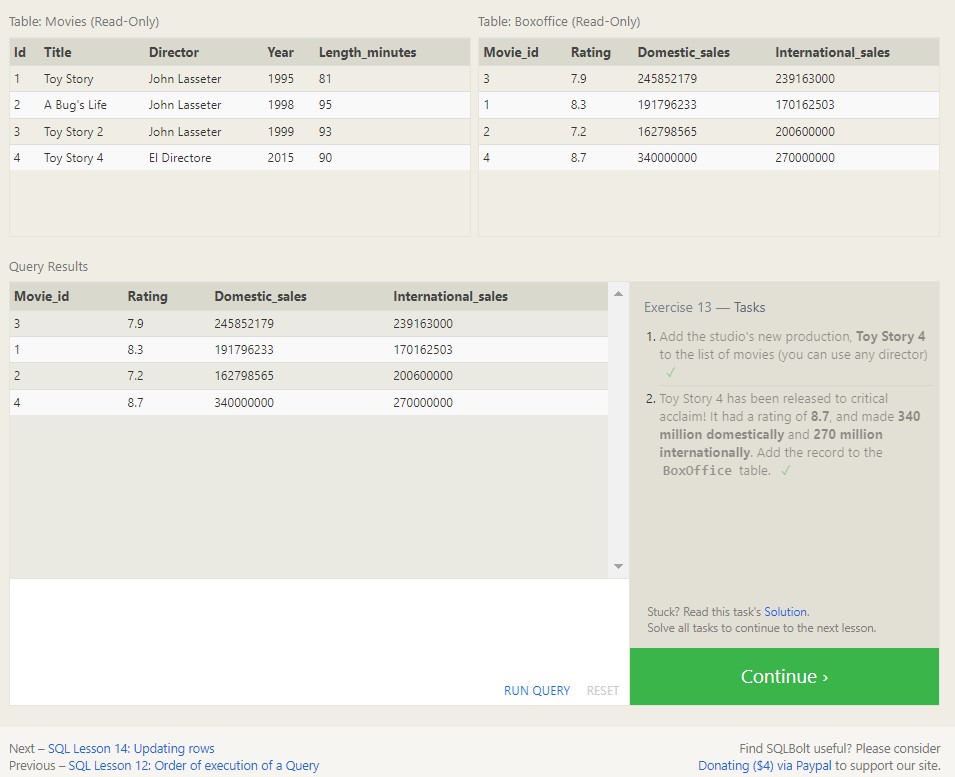 Table: Movies (Read-Only)
Id Title Director Year Length_minutes
1 Toy Story John Lasseter 1995 81
2 A Bug's Life John Lasseter 1998 95
3 Toy Story 2 John Lasseter 1999 93
4 Toy Story 4 El Directore 2015 90
Table: Boxoffice (Read-Only)
Movie_id Rating Domestic_sales International_sales
3 7.9 245852179 239163000
1 8.3 191796233 170162503
2 7.2 162798565 200600000
4 8.7 340000000 270000000
Query Results
Movie_id Rating Domestic_sales International_sales
3 7.9 245852179 239163000
1 8.3 191796233 170162503
2 7.2 162798565 200600000
4 8.7 340000000 270000000
RUN QUERY RESET
Exercise 13 — Tasks
1. Add the studio's new production, Toy Story 4
to the list of movies (you can use any director)
✓
2. Toy Story 4 has been released to critical
acclaim! It had a rating of 8.7, and made 340
million domestically and 270 million
internationally. Add the record to the
BoxOffice table. ✓
Stuck? Read this task's Solution.
Solve all tasks to continue to the next lesson.
Continue ›
Next – SQL Lesson 14: Updating rows
Previous – SQL Lesson 12: Order of execution of a Query
Find SQLBolt useful? Please consider
Donating ($4) via Paypal to support our site.